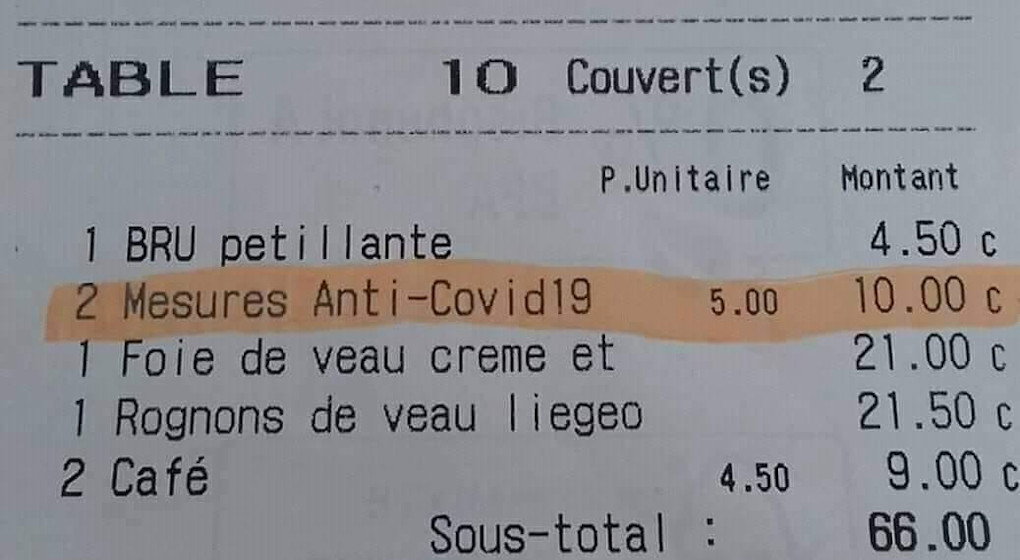 TABLE 10 Couvert(s) 2
P.Unitaire Montant
1 BRU petillante 4.50 c
2 Mesures Anti-Covid19 5.00 10.00 c
1 Foie de veau creme et 21.00 c
1 Rognons de veau liegeo 21.50 c
2 Café 4.50 9.00 c
Sous-total : 66.00